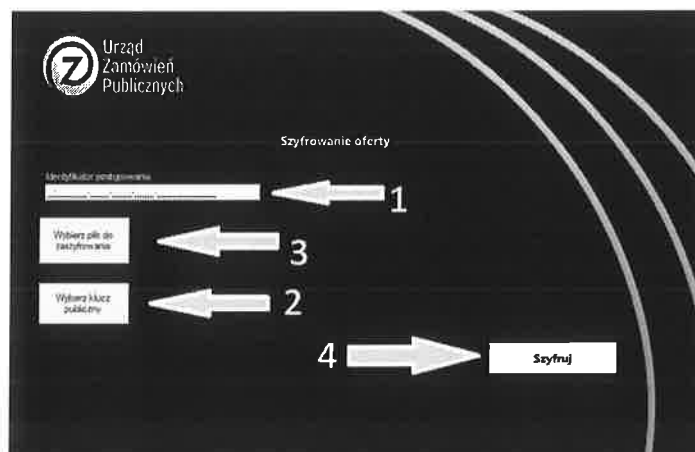 Urząd
Zamówień
Publicznych
Szyfrowanie oferty
Identyfikator postępowania
1
Wybierz plik do
zaszyfrowania
3
Wybierz klucz
publiczny
2
4
Szyfruj